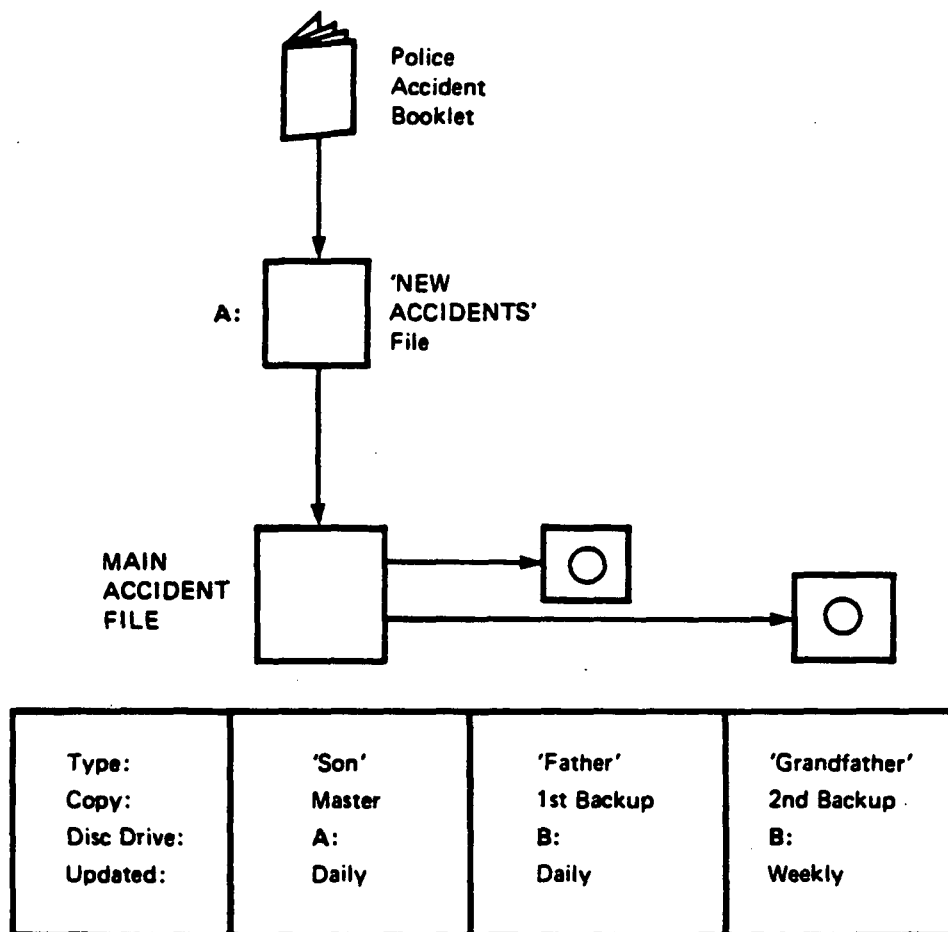 Police
Accident
Booklet
A:
'NEW
ACCIDENTS'
File
MAIN
ACCIDENT
FILE
Type: 'Son' 'Father' 'Grandfather'
Copy: Master 1st Backup 2nd Backup
Disc Drive: A: B: B:
Updated: Daily Daily Weekly